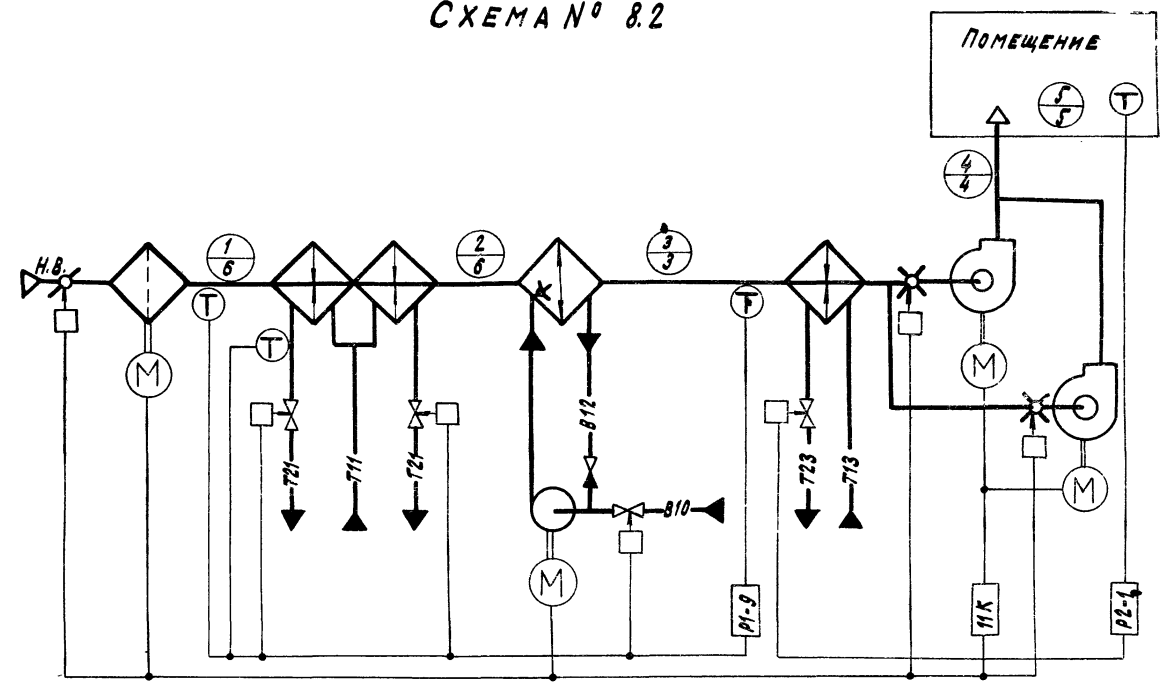 СХЕМА № 8.2
ПОМЕЩЕНИЕ
5
5
Т
4
4
Н.В.
1
6
2
6
3
3
Т
Т
Т
М
М
М
М
Т21
Т11
Т21
В12
В10
Т23
Т13
Р1-9
11К
Р2-1